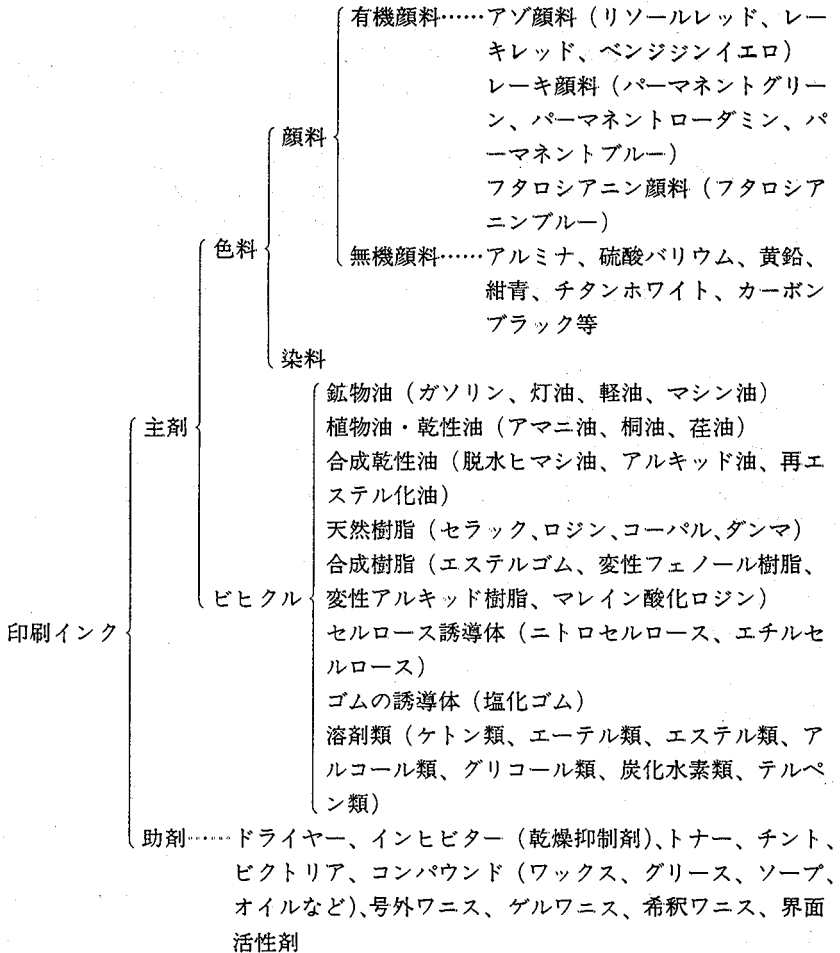 有機顔料……アゾ顔料（リソールレッド、レー
キレッド、ベンジジンイエロ）
レーキ顔料（パーマネントグリー
ン、パーマネントローダミン、パ
ーマネントブルー）
顔料
フタロシアニン顔料（フタロシア
ニンブルー）
色料
無機顔料……アルミナ、硫酸バリウム、黄鉛、
紺青、チタンホワイト、カーボン
ブラック等
染料
鉱物油（ガソリン、灯油、軽油、マシン油）
主剤
植物油・乾性油（アマニ油、桐油、荏油）
合成乾性油（脱水ヒマシ油、アルキッド油、再エ
ステル化油）
天然樹脂（セラック、ロジン、コーパル、ダンマ）
合成樹脂（エステルゴム、変性フェノール樹脂、
ビヒクル
変性アルキッド樹脂、マレイン酸化ロジン）
印刷インク
セルロース誘導体（ニトロセルロース、エチルセ
ルロース）
ゴムの誘導体（塩化ゴム）
溶剤類（ケトン類、エーテル類、エステル類、ア
ルコール類、グリコール類、炭化水素類、テルペ
ン類）
助剤……ドライヤー、インヒビター（乾燥抑制剤）、トナー、チント、
ビクトリア、コンパウンド（ワックス、グリース、ソープ、
オイルなど）、号外ワニス、ゲルワニス、希釈ワニス、界面
活性剤